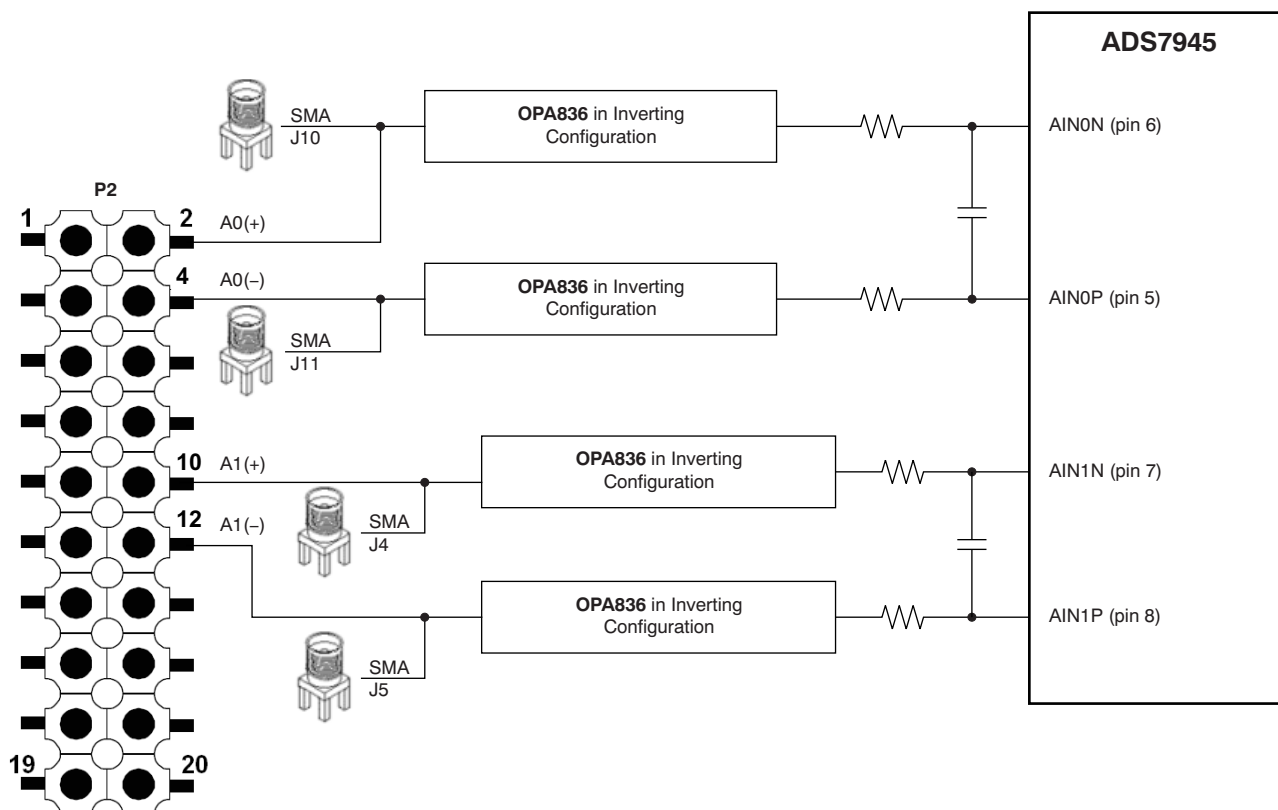 ADS7945
SMA
J10
OPA836 in Inverting
Configuration
AIN0N (pin 6)
P2
1
2
A0(+)
4
A0(−)
OPA836 in Inverting
Configuration
AIN0P (pin 5)
SMA
J11
10
A1(+)
OPA836 in Inverting
Configuration
AIN1N (pin 7)
12
A1(−)
SMA
J4
OPA836 in Inverting
Configuration
AIN1P (pin 8)
SMA
J5
19
20